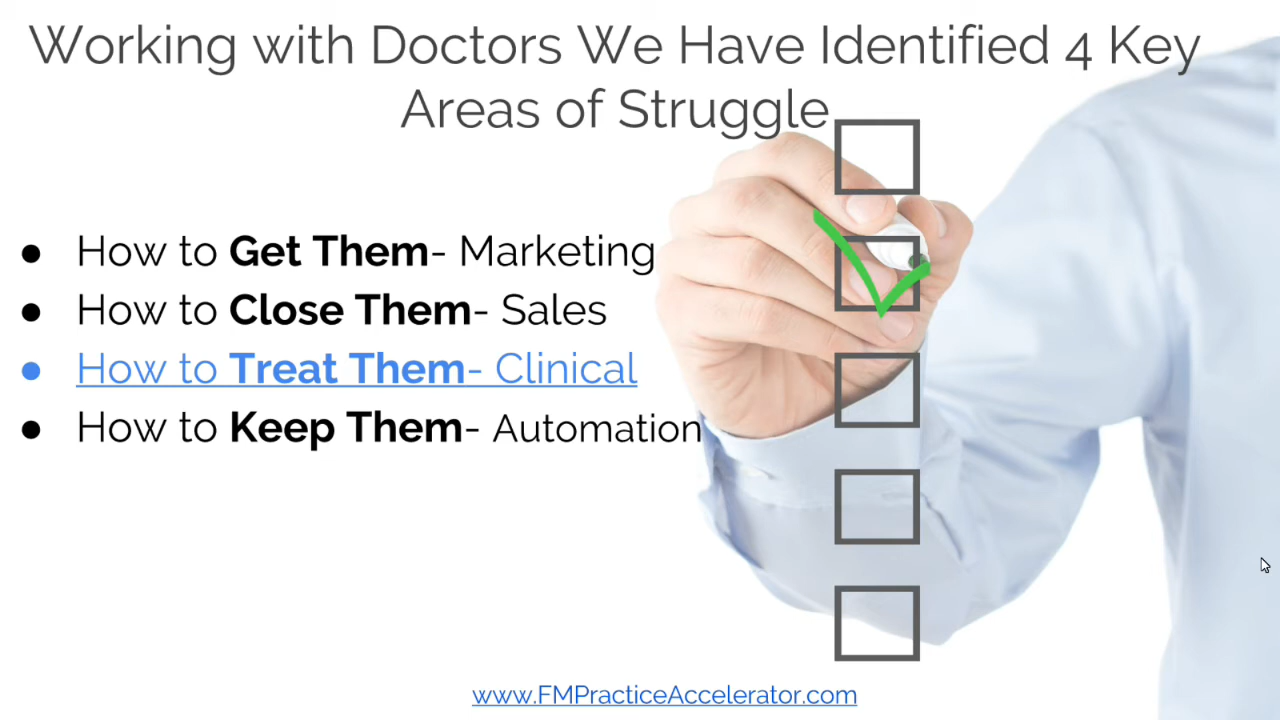 Working with Doctors We Have Identified 4 Key
Areas of Struggle
● How to Get Them- Marketing
● How to Close Them- Sales
● How to Treat Them- Clinical
● How to Keep Them- Automation
www.FMPracticeAccelerator.com